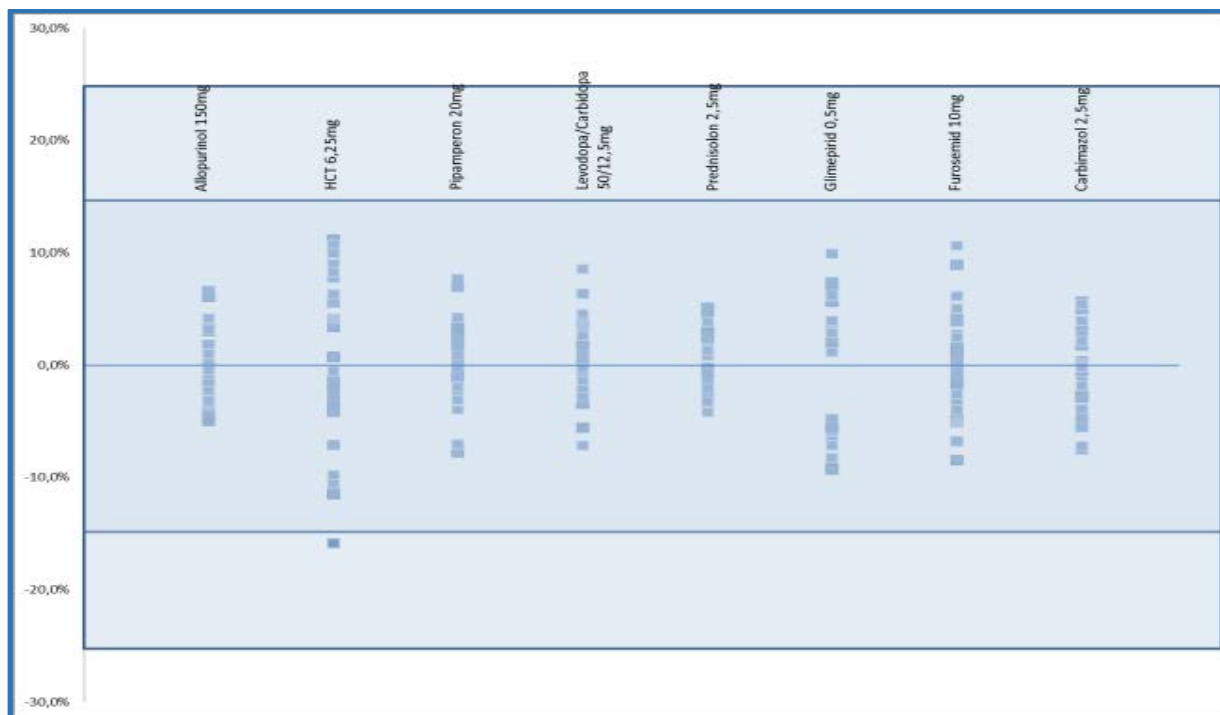 30,0%
20,0%
10,0%
0,0%
-10,0%
-20,0%
-30,0%
Allopurinol 150mg
HCT 6,25mg
Pipamperon 20mg
Levodopa/Carbidopa
50/12,5mg
Prednisolon 2,5mg
Glimepirid 0,5mg
Furosemid 10mg
Carbimazol 2,5mg